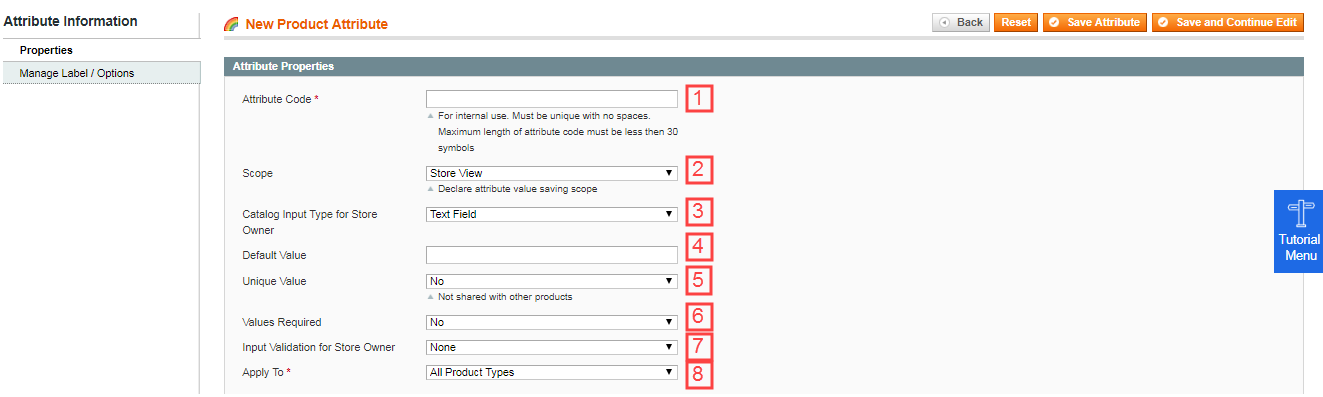 Attribute Information
Properties
Manage Label / Options
New Product Attribute
Back
Reset
Save Attribute
Save and Continue Edit
Attribute Properties
Attribute Code *
1
For internal use. Must be unique with no spaces.
Maximum length of attribute code must be less then 30
symbols
Scope
Store View
2
Declare attribute value saving scope
Catalog Input Type for Store
Owner
Text Field
3
Default Value
4
Unique Value
No
5
Not shared with other products
Values Required
No
6
Input Validation for Store Owner
None
7
Apply To *
All Product Types
8
Tutorial
Menu